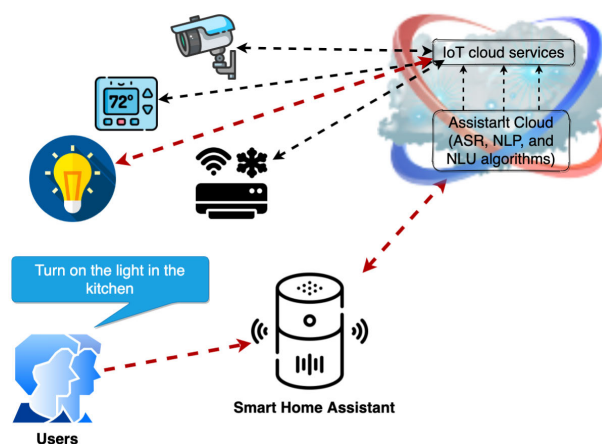 IoT cloud services
72°
Assistant Cloud
(ASR, NLP, and
NLU algorithms)
Turn on the light in the
kitchen
Smart Home Assistant
Users